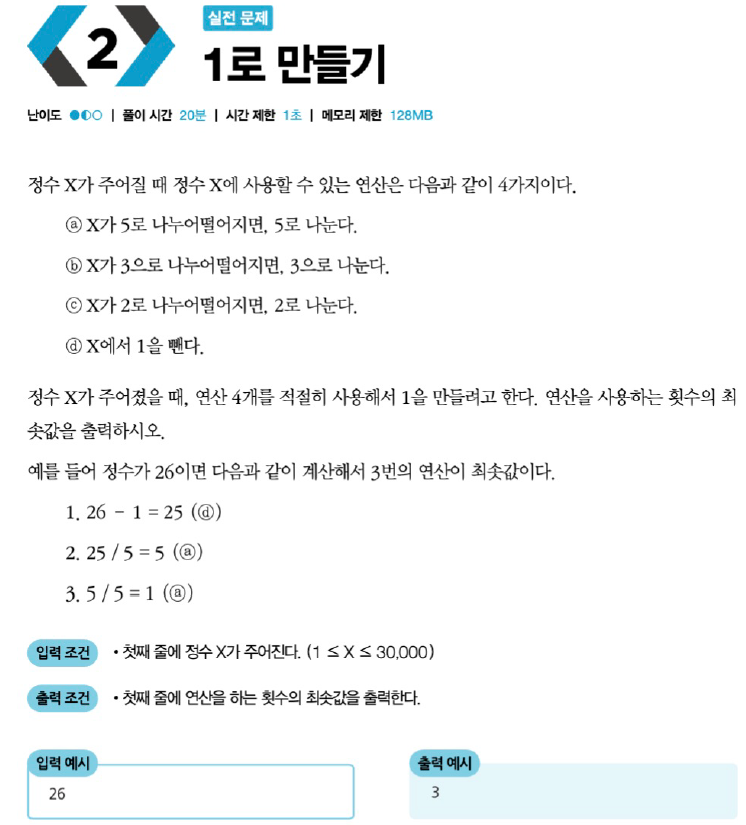 2
실전 문제
1로 만들기
난이도 ●◐○ | 풀이 시간 20분 | 시간 제한 1초 | 메모리 제한 128MB
정수 X가 주어질 때 정수 X에 사용할 수 있는 연산은 다음과 같이 4가지이다.
ⓐ X가 5로 나누어떨어지면, 5로 나눈다.
ⓑ X가 3으로 나누어떨어지면, 3으로 나눈다.
ⓒ X가 2로 나누어떨어지면, 2로 나눈다.
ⓓ X에서 1을 뺀다.
정수 X가 주어졌을 때, 연산 4개를 적절히 사용해서 1을 만들려고 한다. 연산을 사용하는 횟수의 최
솟값을 출력하시오.
예를 들어 정수가 26이면 다음과 같이 계산해서 3번의 연산이 최솟값이다.
1. 26 - 1 = 25 (ⓓ)
2. 25 / 5 = 5 (ⓐ)
3. 5 / 5 = 1 (ⓐ)
입력 조건 • 첫째 줄에 정수 X가 주어진다. (1 ≤ X ≤ 30,000)
출력 조건 • 첫째 줄에 연산을 하는 횟수의 최솟값을 출력한다.
입력 예시
26
출력 예시
3